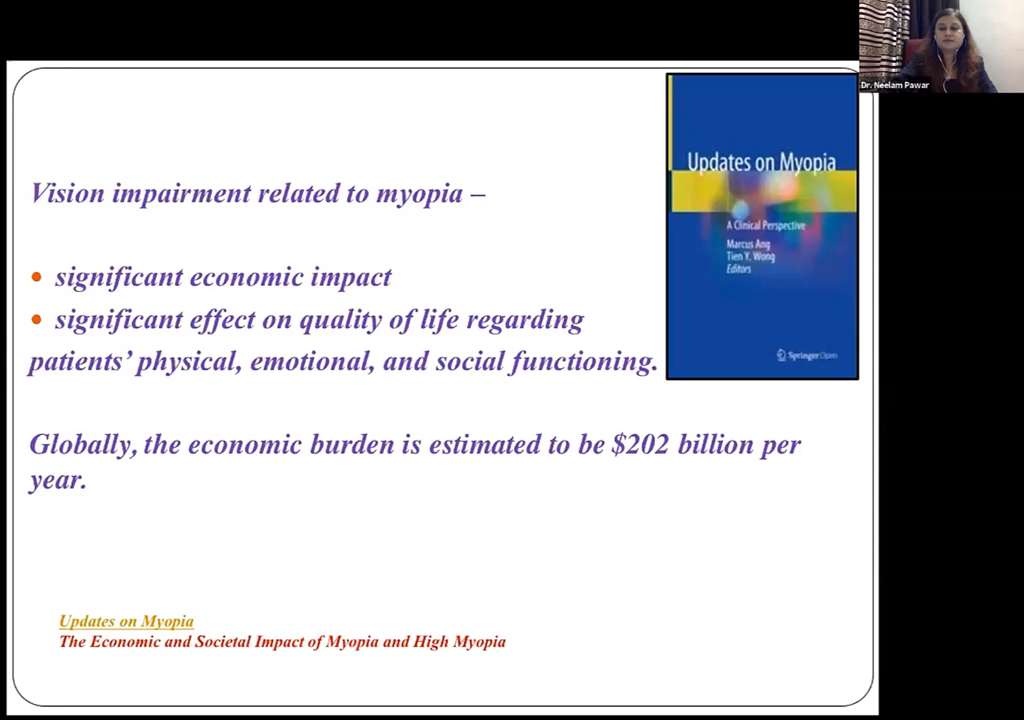 Dr. Neelam Pawar
Updates on Myopia
A Clinical Perspective
Marcus Ang
Tien Y. Wong
Editors
Springer Open
Vision impairment related to myopia –
• significant economic impact
• significant effect on quality of life regarding
patients’ physical, emotional, and social functioning.
Globally, the economic burden is estimated to be $202 billion per
year.
Updates on Myopia
The Economic and Societal Impact of Myopia and High Myopia